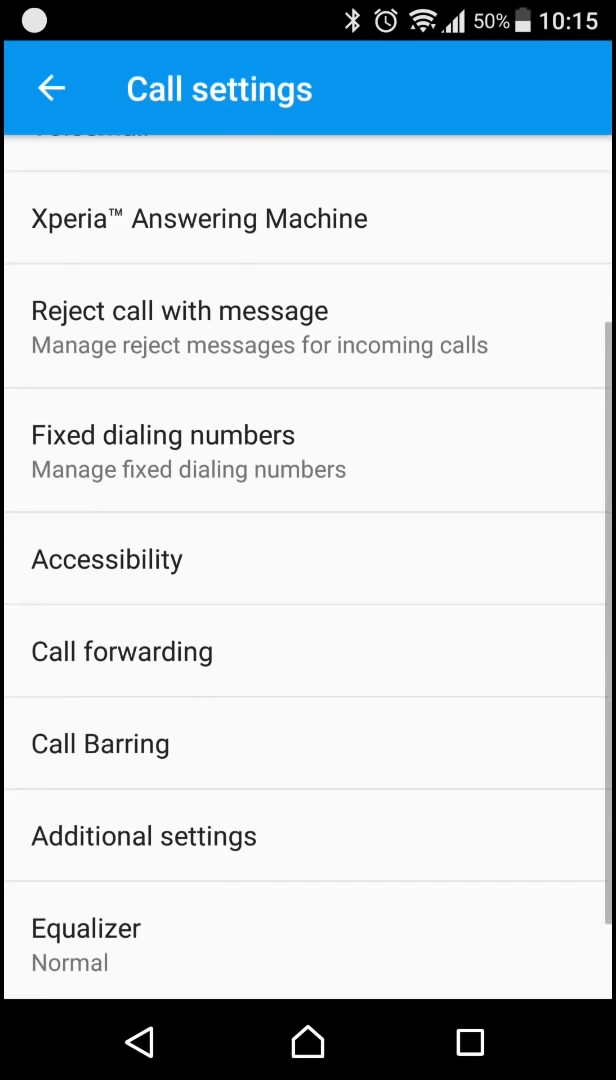 50% 10:15
Call settings
Xperia™ Answering Machine
Reject call with message
Manage reject messages for incoming calls
Fixed dialing numbers
Manage fixed dialing numbers
Accessibility
Call forwarding
Call Barring
Additional settings
Equalizer
Normal